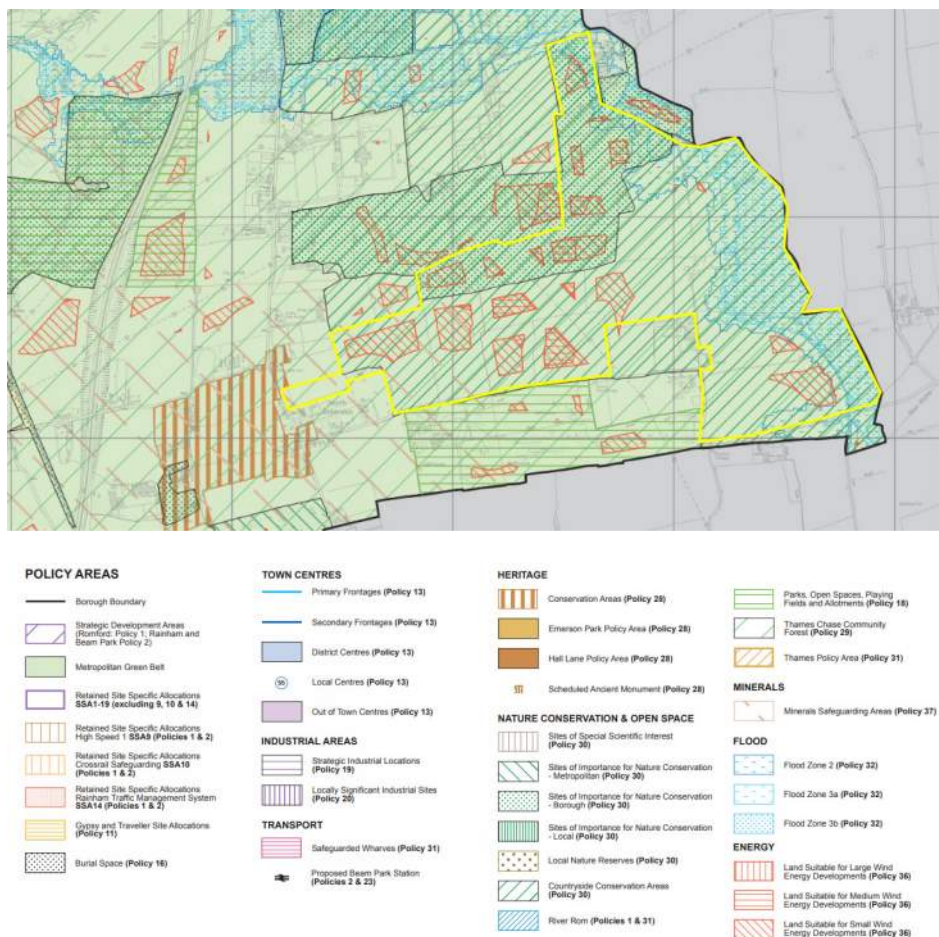 POLICY AREAS
Borough Boundary
Strategic Development Areas
(Romford: Policy 1; Rainham and
Beam Park Policy 2)
Metropolitan Green Belt
Retained Site Specific Allocations
SSA1-19 (excluding 9, 10 & 14)
Retained Site Specific Allocations
High Speed 1 SSA9 (Policies 1 & 2)
Retained Site Specific Allocations
Crossrail Safeguarding SSA10
(Policies 1 & 2)
Retained Site Specific Allocations
Rainham Traffic Management System
SSA14 (Policies 1 & 2)
Gypsy and Traveller Site Allocations
(Policy 11)
Burial Space (Policy 16)
TOWN CENTRES
Primary Frontages (Policy 13)
Secondary Frontages (Policy 13)
District Centres (Policy 13)
Local Centres (Policy 13)
Out of Town Centres (Policy 13)
INDUSTRIAL AREAS
Strategic Industrial Locations
(Policy 19)
Locally Significant Industrial Sites
(Policy 20)
TRANSPORT
Safeguarded Wharves (Policy 31)
Proposed Beam Park Station
(Policies 2 & 23)
HERITAGE
Conservation Areas (Policy 28)
Emerson Park Policy Area (Policy 28)
Hall Lane Policy Area (Policy 28)
Scheduled Ancient Monument (Policy 28)
NATURE CONSERVATION & OPEN SPACE
Sites of Special Scientific Interest
(Policy 30)
Sites of Importance for Nature Conservation
- Metropolitan (Policy 30)
Sites of Importance for Nature Conservation
- Borough (Policy 30)
Sites of Importance for Nature Conservation
- Local (Policy 30)
Local Nature Reserves (Policy 30)
Countryside Conservation Areas
(Policy 30)
River Rom (Policies 1 & 31)
Parks, Open Spaces, Playing
Fields and Allotments (Policy 18)
Thames Chase Community
Forest (Policy 29)
Thames Policy Area (Policy 31)
MINERALS
Minerals Safeguarding Areas (Policy 37)
FLOOD
Flood Zone 2 (Policy 32)
Flood Zone 3a (Policy 32)
Flood Zone 3b (Policy 32)
ENERGY
Land Suitable for Large Wind
Energy Developments (Policy 36)
Land Suitable for Medium Wind
Energy Developments (Policy 36)
Land Suitable for Small Wind
Energy Developments (Policy 36)